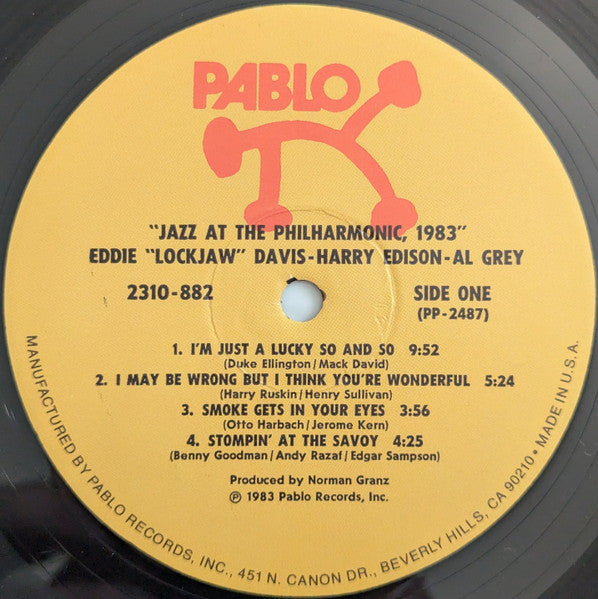 PABLO
"JAZZ AT THE PHILHARMONIC, 1983"
EDDIE "LOCKJAW" DAVIS-HARRY EDISON-AL GREY
2310-882
SIDE ONE
(PP-2487)
1. I'M JUST A LUCKY SO AND SO 9:52
(Duke Ellington/Mack David)
2. I MAY BE WRONG BUT I THINK YOU'RE WONDERFUL 5:24
(Harry Ruskin/Henry Sullivan)
3. SMOKE GETS IN YOUR EYES 3:56
(Otto Harbach/Jerome Kern)
4. STOMPIN' AT THE SAVOY 4:25
(Benny Goodman/Andy Razaf/Edgar Sampson)
Produced by Norman Granz
℗ 1983 Pablo Records, Inc.
MANUFACTURED BY PABLO RECORDS, INC., 451 N. CANON DR., BEVERLY HILLS, CA 90210 • MADE IN U.S.A.